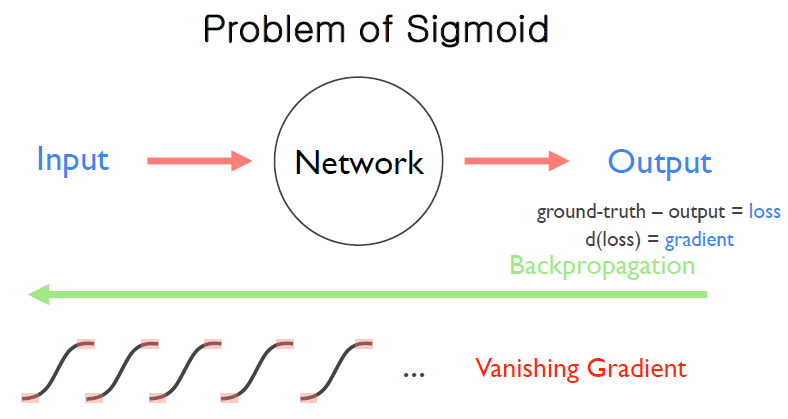 Problem of Sigmoid
Input
Network
Output
ground-truth – output = loss
d(loss) = gradient
Backpropagation
... Vanishing Gradient